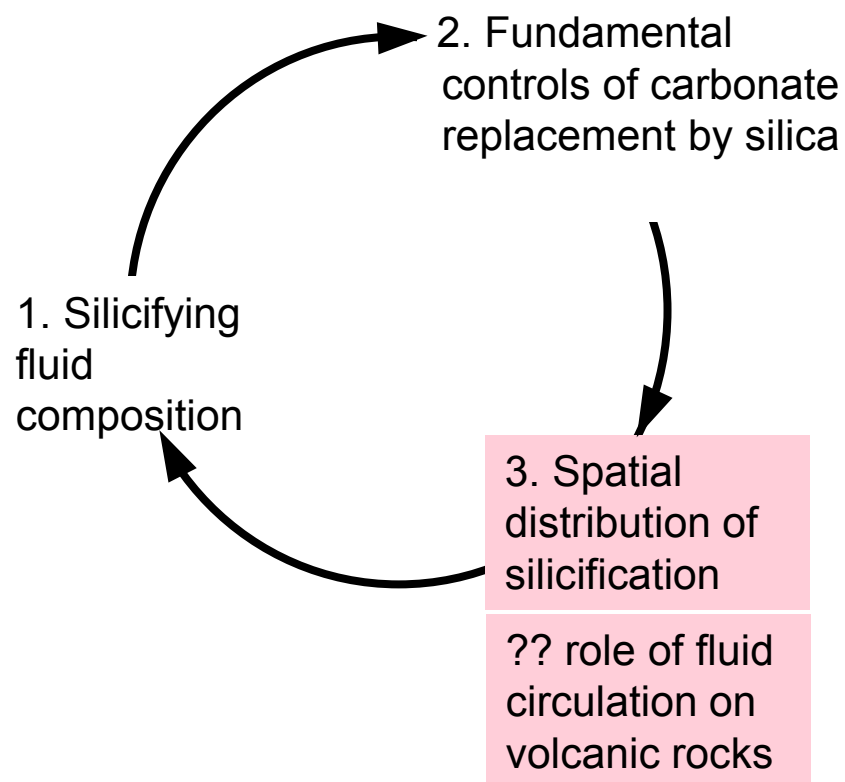 2. Fundamental
controls of carbonate
replacement by silica
1. Silicifying
fluid
composition
3. Spatial
distribution of
silicification
?? role of fluid
circulation on
volcanic rocks